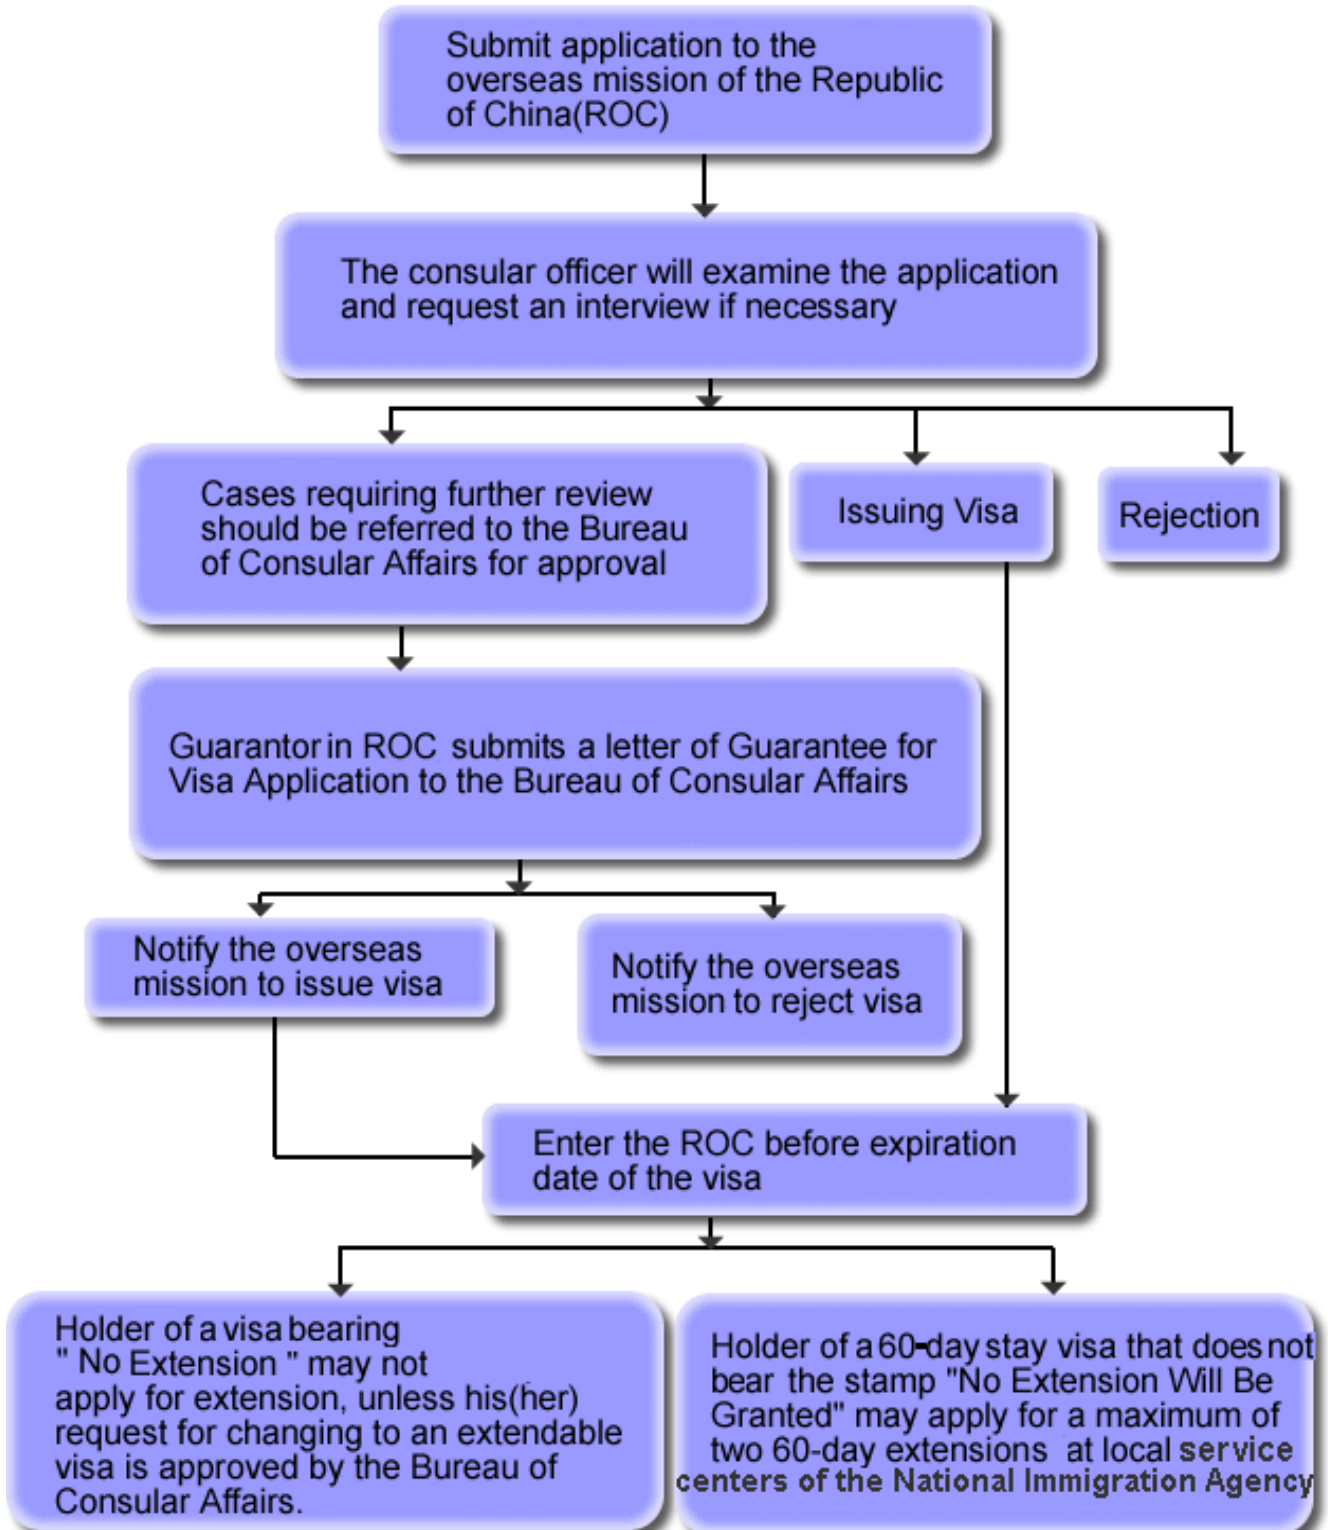 Submit application to the
overseas mission of the Republic
of China(ROC)
The consular officer will examine the application
and request an interview if necessary
Cases requiring further review
should be referred to the Bureau
of Consular Affairs for approval
Issuing Visa
Rejection
Guarantor in ROC submits a letter of Guarantee for
Visa Application to the Bureau of Consular Affairs
Notify the overseas
mission to issue visa
Notify the overseas
mission to reject visa
Enter the ROC before expiration
date of the visa
Holder of a visa bearing
" No Extension " may not
apply for extension, unless his(her)
request for changing to an extendable
visa is approved by the Bureau of
Consular Affairs.
Holder of a 60-day stay visa that does not
bear the stamp "No Extension Will Be
Granted" may apply for a maximum of
two 60-day extensions at local service
centers of the National Immigration Agency